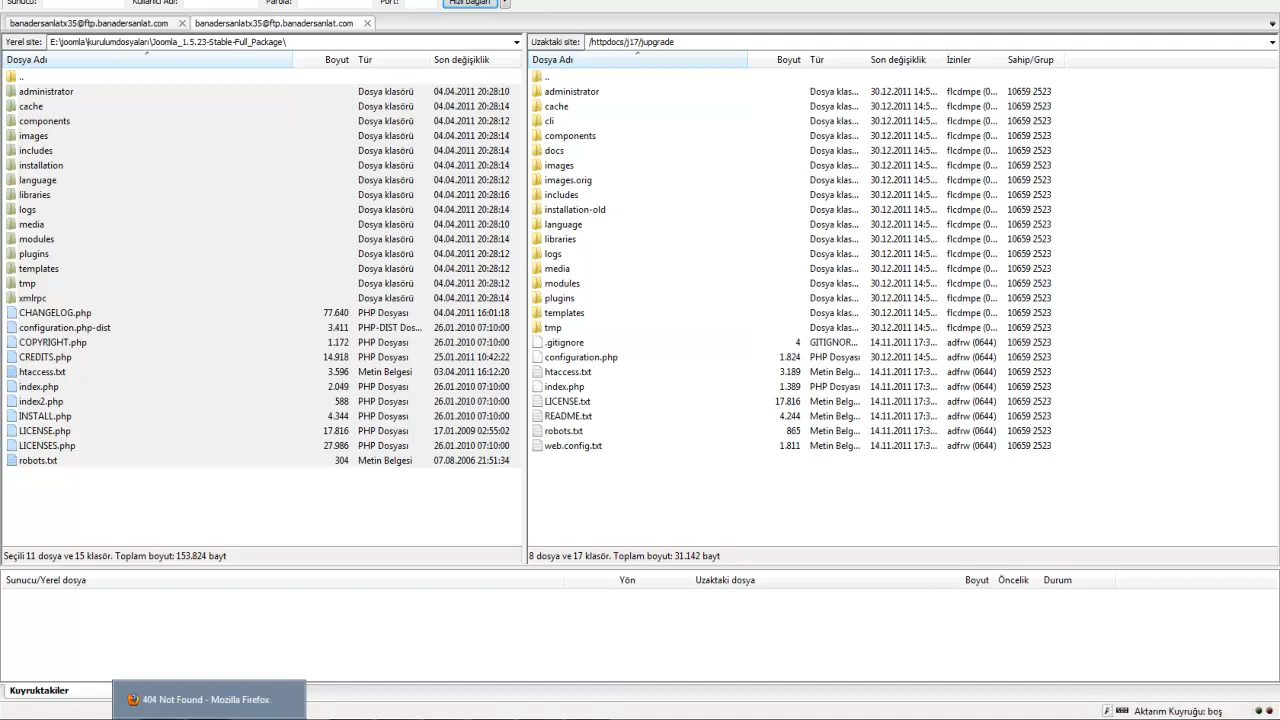 Sunucu: Kullanıcı Adı: Parola: Port: Hızlı bağlan
banadersanlatx35@ftp.banadersanlat.com banadersanlatx35@ftp.banadersanlat.com
Yerel site: E:\Joomla\kurulumdosyaları\Joomla_1.5.23-Stable-Full_Package\
Dosya Adı Boyut Tür Son değişiklik
..
administrator Dosya klasörü 04.04.2011 20:28:10
cache Dosya klasörü 04.04.2011 20:28:14
components Dosya klasörü 04.04.2011 20:28:12
images Dosya klasörü 04.04.2011 20:28:14
includes Dosya klasörü 04.04.2011 20:28:14
installation Dosya klasörü 04.04.2011 20:28:14
language Dosya klasörü 04.04.2011 20:28:12
libraries Dosya klasörü 04.04.2011 20:28:16
logs Dosya klasörü 04.04.2011 20:28:14
media Dosya klasörü 04.04.2011 20:28:10
modules Dosya klasörü 04.04.2011 20:28:14
plugins Dosya klasörü 04.04.2011 20:28:12
templates Dosya klasörü 04.04.2011 20:28:12
tmp Dosya klasörü 04.04.2011 20:28:12
xmlrpc Dosya klasörü 04.04.2011 20:28:14
CHANGELOG.php 77.640 PHP Dosyası 04.04.2011 16:01:18
configuration.php-dist 3.411 PHP-DIST Dos... 26.01.2010 07:10:00
COPYRIGHT.php 1.172 PHP Dosyası 26.01.2010 07:10:00
CREDITS.php 14.918 PHP Dosyası 25.01.2011 10:42:22
htaccess.txt 3.596 Metin Belgesi 03.04.2011 16:12:20
index.php 2.049 PHP Dosyası 26.01.2010 07:10:00
index2.php 588 PHP Dosyası 26.01.2010 07:10:00
INSTALL.php 4.344 PHP Dosyası 26.01.2010 07:10:00
LICENSE.php 17.816 PHP Dosyası 17.01.2009 02:55:02
LICENSES.php 27.986 PHP Dosyası 26.01.2010 07:10:00
robots.txt 304 Metin Belgesi 07.08.2006 21:51:34
Seçili 11 dosya ve 15 klasör. Toplam boyut: 153.824 bayt
Uzaktaki site: /httpdocs/j17/jupgrade
Dosya Adı Boyut Tür Son değişiklik İzinler Sahip/Grup
..
administrator Dosya klas... 30.12.2011 14:5... flcdmpe (0... 10659 2523
cache Dosya klas... 30.12.2011 14:5... flcdmpe (0... 10659 2523
cli Dosya klas... 30.12.2011 14:5... flcdmpe (0... 10659 2523
components Dosya klas... 30.12.2011 14:5... flcdmpe (0... 10659 2523
docs Dosya klas... 30.12.2011 14:5... flcdmpe (0... 10659 2523
images Dosya klas... 30.12.2011 14:5... flcdmpe (0... 10659 2523
images.orig Dosya klas... 30.12.2011 14:5... flcdmpe (0... 10659 2523
includes Dosya klas... 30.12.2011 14:5... flcdmpe (0... 10659 2523
installation-old Dosya klas... 30.12.2011 14:5... flcdmpe (0... 10659 2523
language Dosya klas... 30.12.2011 14:5... flcdmpe (0... 10659 2523
libraries Dosya klas... 30.12.2011 14:5... flcdmpe (0... 10659 2523
logs Dosya klas... 30.12.2011 14:5... flcdmpe (0... 10659 2523
media Dosya klas... 30.12.2011 14:5... flcdmpe (0... 10659 2523
modules Dosya klas... 30.12.2011 14:5... flcdmpe (0... 10659 2523
plugins Dosya klas... 30.12.2011 14:5... flcdmpe (0... 10659 2523
templates Dosya klas... 30.12.2011 14:5... flcdmpe (0... 10659 2523
tmp Dosya klas... 30.12.2011 14:5... flcdmpe (0... 10659 2523
.gitignore 4 GITIGNOR... 14.11.2011 17:3... adfrw (0644) 10659 2523
configuration.php 1.824 PHP Dosyası 30.12.2011 14:5... adfrw (0644) 10659 2523
htaccess.txt 3.189 Metin Belg... 14.11.2011 17:3... adfrw (0644) 10659 2523
index.php 1.389 PHP Dosyası 14.11.2011 17:3... adfrw (0644) 10659 2523
LICENSE.txt 17.816 Metin Belg... 14.11.2011 17:3... adfrw (0644) 10659 2523
README.txt 4.244 Metin Belg... 14.11.2011 17:3... adfrw (0644) 10659 2523
robots.txt 865 Metin Belg... 14.11.2011 17:3... adfrw (0644) 10659 2523
web.config.txt 1.811 Metin Belg... 14.11.2011 17:3... adfrw (0644) 10659 2523
8 dosya ve 17 klasör. Toplam boyut: 31.142 bayt
Sunucu/Yerel dosya Yön Uzaktaki dosya Boyut Öncelik Durum
Kuyruktakiler
404 Not Found - Mozilla Firefox
Aktarım Kuyruğu: boş